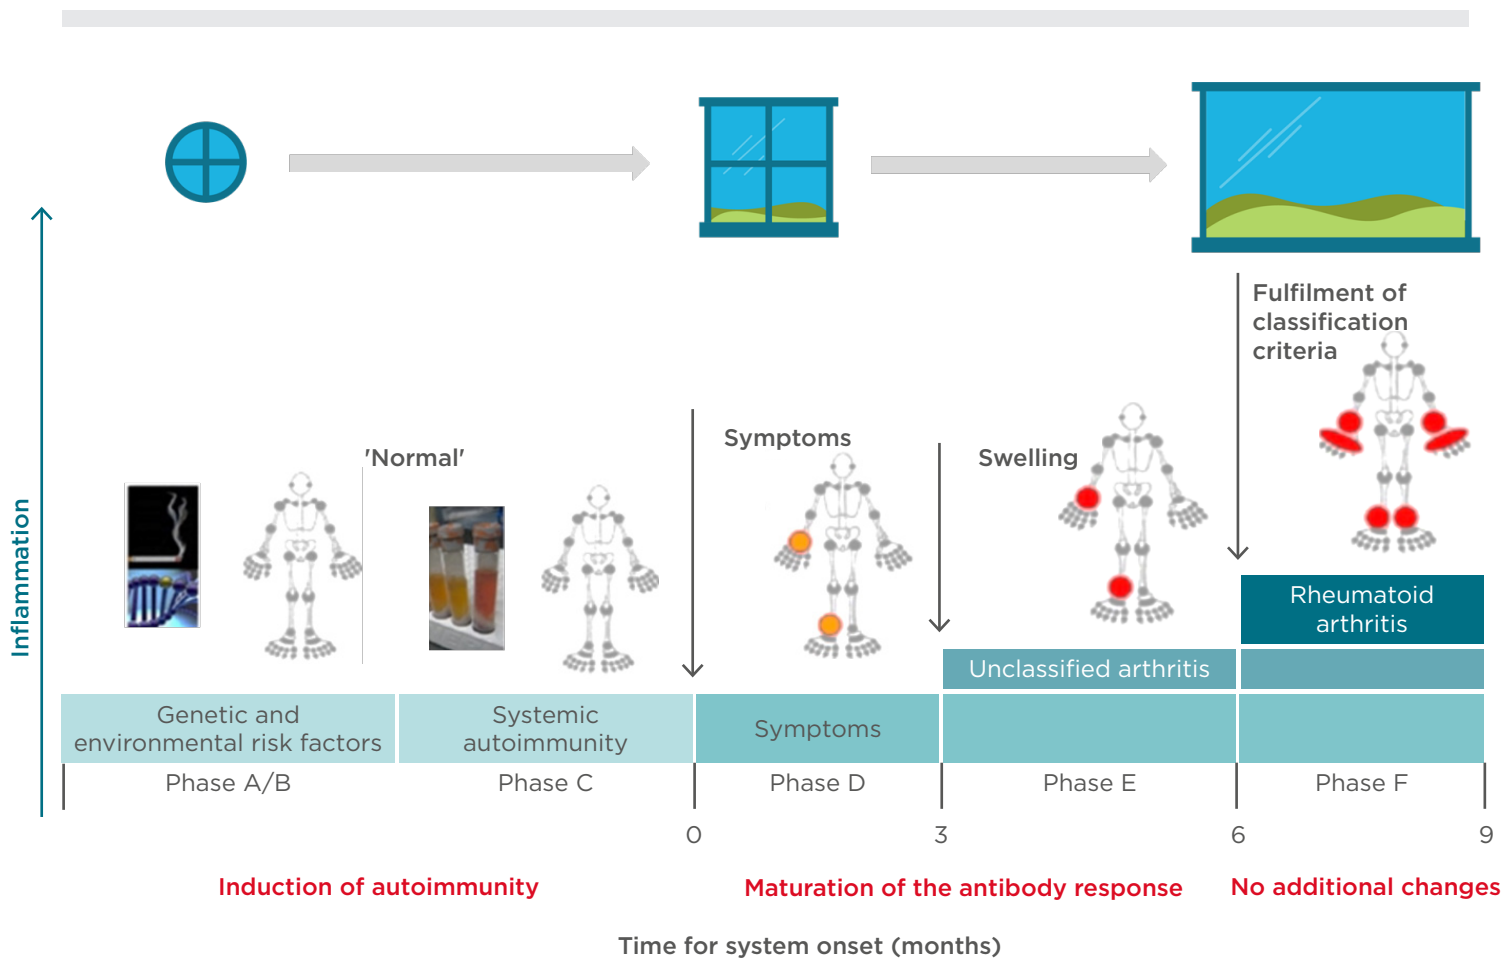 Fulfilment of
classification
criteria
Symptoms
'Normal'
Swelling
Inflammation
Rheumatoid
arthritis
Unclassified arthritis
Genetic and
environmental risk factors
Systemic
autoimmunity
Symptoms
Phase A/B
Phase C
Phase D
Phase E
Phase F
0
3
6
9
Induction of autoimmunity
Maturation of the antibody response
No additional changes
Time for system onset (months)